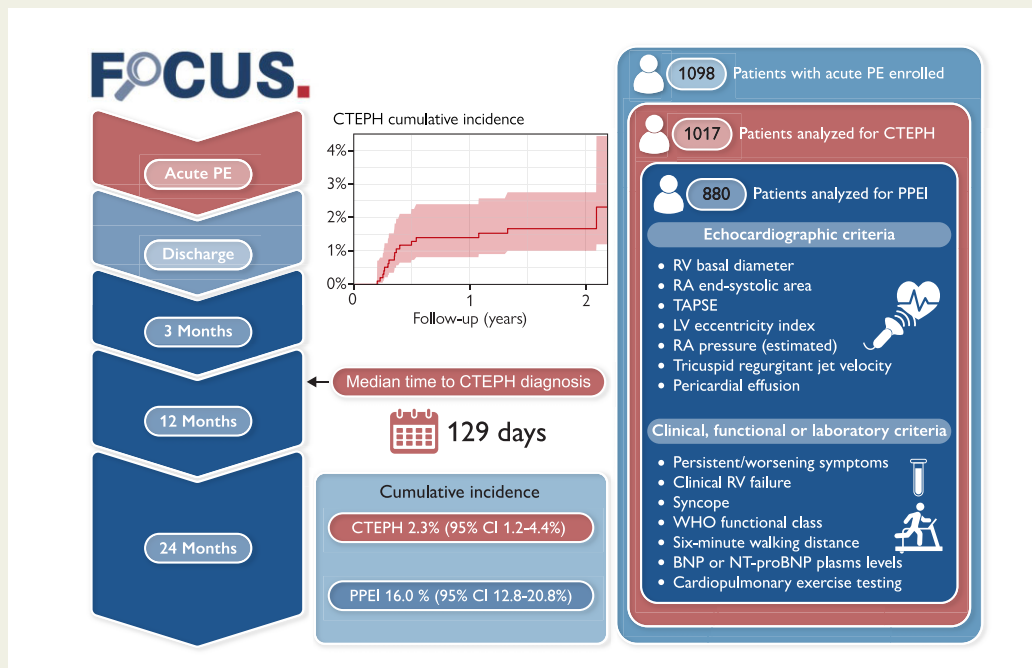 FOCUS.
Acute PE
Discharge
3 Months
12 Months
24 Months
CTEPH cumulative incidence
4%
3%
2%
1%
0%
0
1
2
Follow-up (years)
Median time to CTEPH diagnosis
129 days
Cumulative incidence
CTEPH 2.3% (95% CI 1.2-4.4%)
PPEI 16.0 % (95% CI 12.8-20.8%)
1098 Patients with acute PE enrolled
1017 Patients analyzed for CTEPH
880 Patients analyzed for PPEI
Echocardiographic criteria
• RV basal diameter
• RA end-systolic area
• TAPSE
• LV eccentricity index
• RA pressure (estimated)
• Tricuspid regurgitant jet velocity
• Pericardial effusion
Clinical, functional or laboratory criteria
• Persistent/worsening symptoms
• Clinical RV failure
• Syncope
• WHO functional class
• Six-minute walking distance
• BNP or NT-proBNP plasms levels
• Cardiopulmonary exercise testing